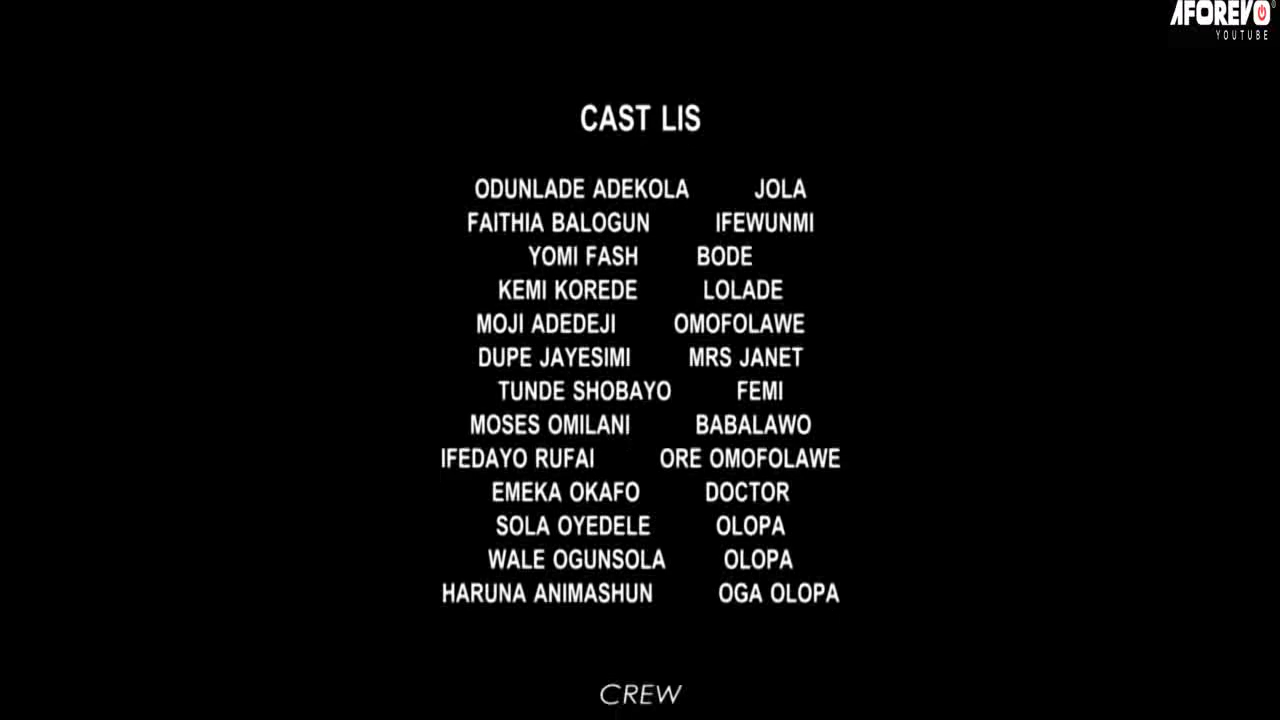 AFOREVO
YOUTUBE
CAST LIS
ODUNLADE ADEKOLA JOLA
FAITHIA BALOGUN IFEWUNMI
YOMI FASH BODE
KEMI KOREDE LOLADE
MOJI ADEDEJI OMOFOLAWE
DUPE JAYESIMI MRS JANET
TUNDE SHOBAYO FEMI
MOSES OMILANI BABALAWO
IFEDAYO RUFAI ORE OMOFOLAWE
EMEKA OKAFO DOCTOR
SOLA OYEDELE OLOPA
WALE OGUNSOLA OLOPA
HARUNA ANIMASHUN OGA OLOPA
CREW